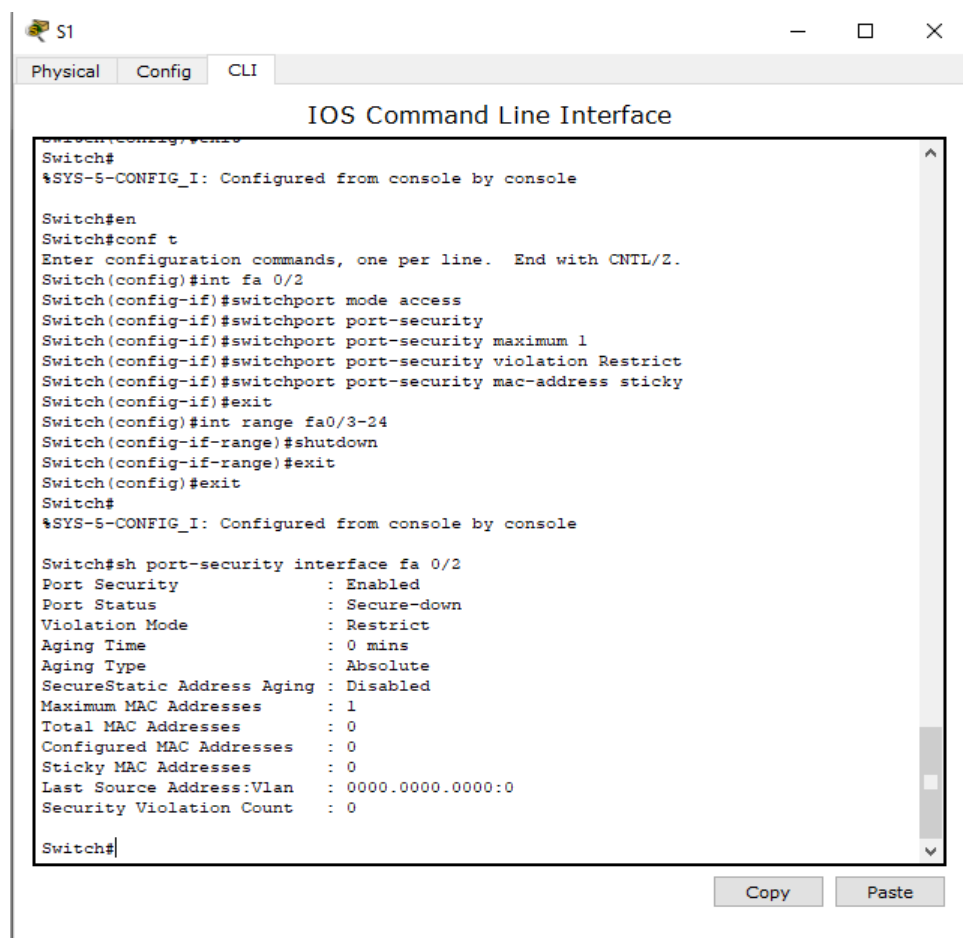 S1
Physical Config CLI
IOS Command Line Interface
Switch#
%SYS-5-CONFIG_I: Configured from console by console
Switch#en
Switch#conf t
Enter configuration commands, one per line.  End with CNTL/Z.
Switch(config)#int fa 0/2
Switch(config-if)#switchport mode access
Switch(config-if)#switchport port-security
Switch(config-if)#switchport port-security maximum 1
Switch(config-if)#switchport port-security violation Restrict
Switch(config-if)#switchport port-security mac-address sticky
Switch(config-if)#exit
Switch(config)#int range fa0/3-24
Switch(config-if-range)#shutdown
Switch(config-if-range)#exit
Switch(config)#exit
Switch#
%SYS-5-CONFIG_I: Configured from console by console
Switch#sh port-security interface fa 0/2
Port Security              : Enabled
Port Status                : Secure-down
Violation Mode             : Restrict
Aging Time                 : 0 mins
Aging Type                 : Absolute
SecureStatic Address Aging : Disabled
Maximum MAC Addresses      : 1
Total MAC Addresses        : 0
Configured MAC Addresses   : 0
Sticky MAC Addresses       : 0
Last Source Address:Vlan   : 0000.0000.0000:0
Security Violation Count   : 0
Switch#
Copy Paste